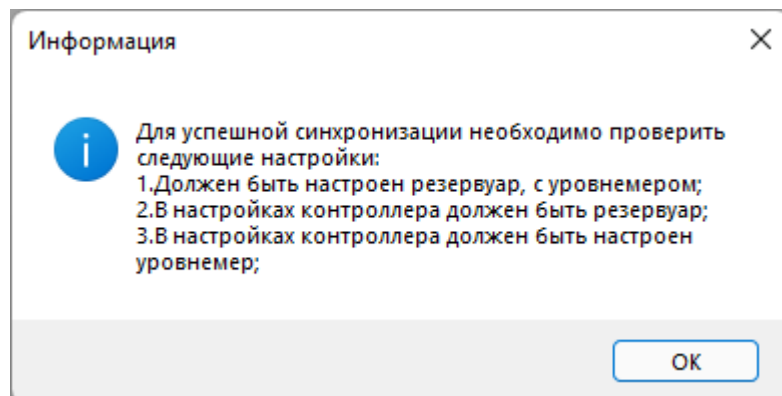 Информация
Для успешной синхронизации необходимо проверить
следующие настройки:
1.Должен быть настроен резервуар, с уровнемером;
2.В настройках контроллера должен быть резервуар;
3.В настройках контроллера должен быть настроен
уровнемер;
ОК